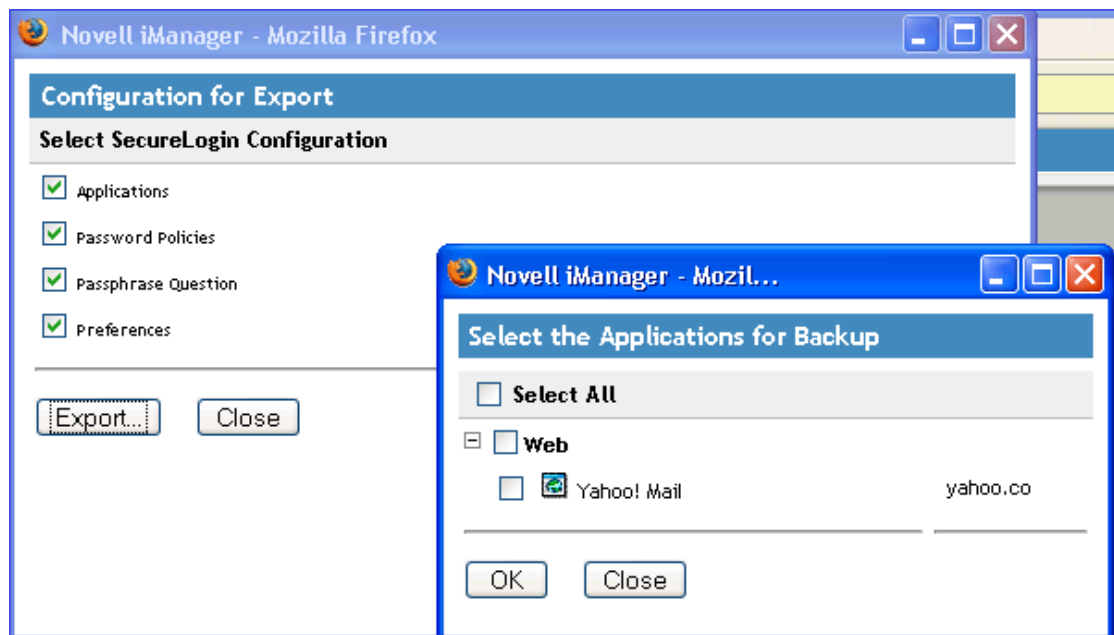 Novell iManager - Mozilla Firefox
Configuration for Export
Select SecureLogin Configuration
Applications
Password Policies
Passphrase Question
Preferences
Export...
Close
Novell iManager - Mozil...
Select the Applications for Backup
Select All
Web
Yahoo! Mail yahoo.co
OK
Close